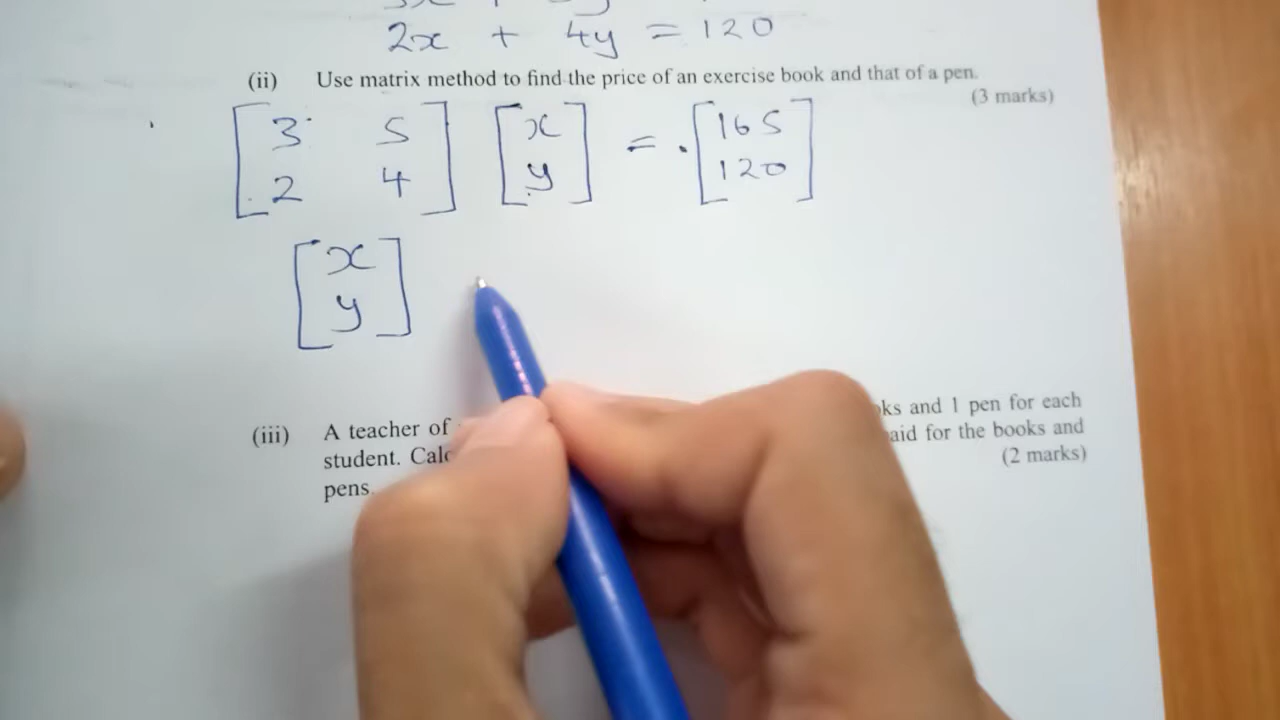 2x + 4y = 120
(ii) Use matrix method to find the price of an exercise book and that of a pen.
(3 marks)
[3 5] [x] = [165]
[2 4] [y] [120]
[x]
[y]
(iii) A teacher of ks and 1 pen for each
student. Calc aid for the books and
pens. (2 marks)